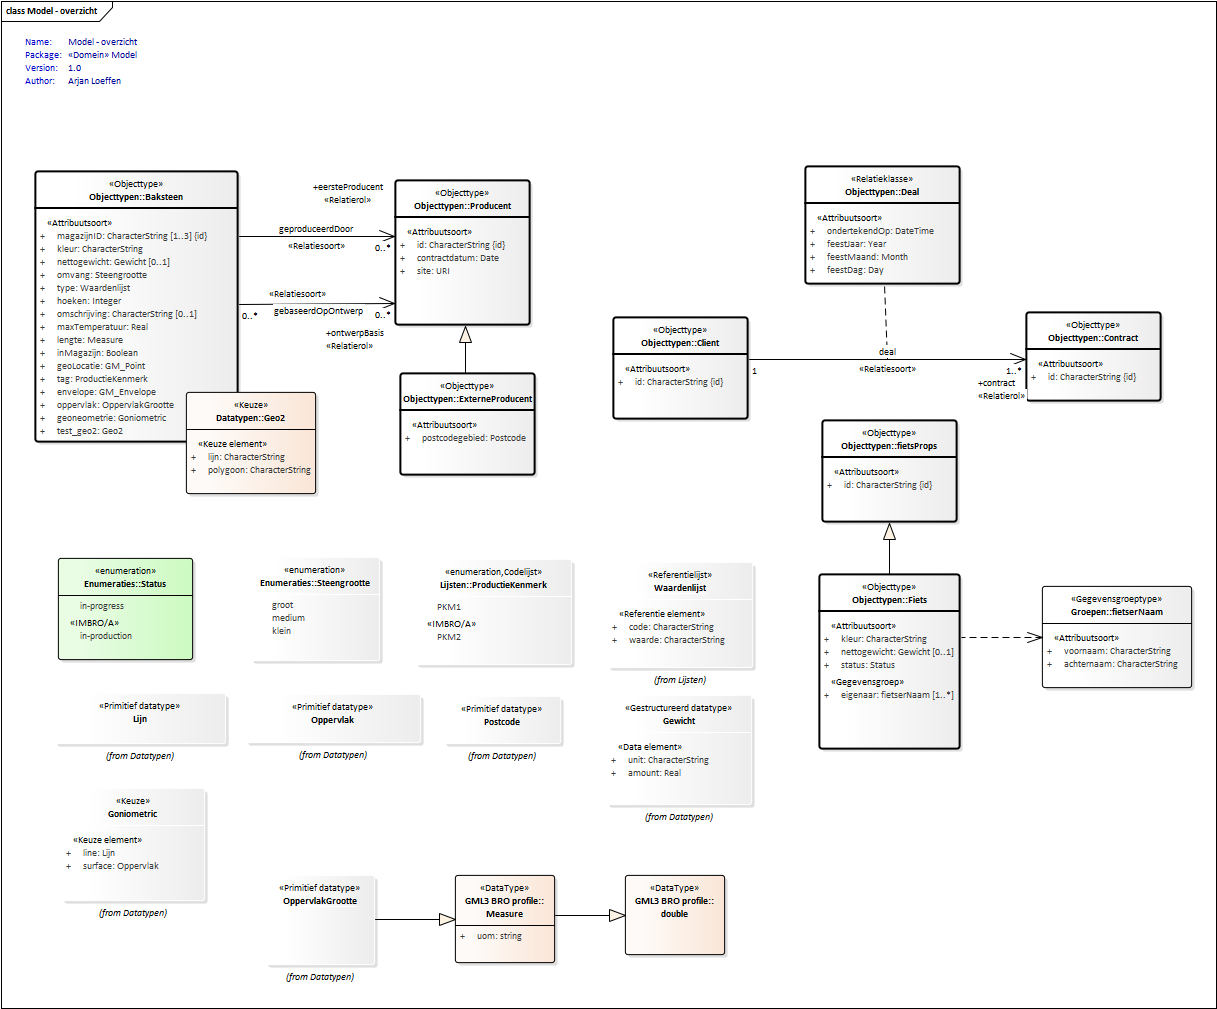 class Model - overzicht
Name: Model - overzicht
Package: «Domein» Model
Version: 1.0
Author: Arjan Loeffen
«Objecttype»
Objecttypen::Baksteen
«Attribuutsoort»
+ magazijnID: CharacterString [1..3] {id}
+ kleur: CharacterString
+ nettogewicht: Gewicht [0..1]
+ omvang: Steengrootte
+ type: Waardenlijst
+ hoeken: Integer
+ omschrijving: CharacterString [0..1]
+ maxTemperatuur: Real
+ lengte: Measure
+ inMagazijn: Boolean
+ geoLocatie: GM_Point
+ tag: ProductieKenmerk
+ envelope: GM_Envelope
+ oppervlak: OppervlakGrootte
+ geoneometrie: Goniometric
+ test_geo2: Geo2
«Keuze»
Datatypen::Geo2
«Keuze element»
+ lijn: CharacterString
+ polygoon: CharacterString
+eersteProducent
«Relatierol»
geproduceerdDoor
«Relatiesoort»
0..*
«Relatiesoort»
gebaseerdOpOntwerp
0..*
0..*
+ontwerpBasis
«Relatierol»
«Objecttype»
Objecttypen::Producent
«Attribuutsoort»
+ id: CharacterString {id}
+ contractdatum: Date
+ site: URI
«Objecttype»
Objecttypen::ExterneProducent
«Attribuutsoort»
+ postcodegebied: Postcode
«Relatieklasse»
Objecttypen::Deal
«Attribuutsoort»
+ ondertekendOp: DateTime
+ feestJaar: Year
+ feestMaand: Month
+ feestDag: Day
«Objecttype»
Objecttypen::Client
«Attribuutsoort»
+ id: CharacterString {id}
deal
1
«Relatiesoort»
1..*
+contract
«Relatierol»
«Objecttype»
Objecttypen::Contract
«Attribuutsoort»
+ id: CharacterString {id}
«Objecttype»
Objecttypen::fietsProps
«Attribuutsoort»
+ id: CharacterString {id}
«enumeration»
Enumeraties::Status
in-progress
«IMBRO/A»
in-production
«enumeration»
Enumeraties::Steengrootte
groot
medium
klein
«enumeration,Codelijst»
Lijsten::ProductieKenmerk
PKM1
«IMBRO/A»
PKM2
«Referentielijst»
Waardenlijst
«Referentie element»
+ code: CharacterString
+ waarde: CharacterString
(from Lijsten)
«Objecttype»
Objecttypen::Fiets
«Attribuutsoort»
+ kleur: CharacterString
+ nettogewicht: Gewicht [0..1]
+ status: Status
«Gegevensgroep»
+ eigenaar: fietserNaam [1..*]
«Gegevensgroeptype»
Groepen::fietserNaam
«Attribuutsoort»
+ voornaam: CharacterString
+ achternaam: CharacterString
«Primitief datatype»
Lijn
(from Datatypen)
«Primitief datatype»
Oppervlak
(from Datatypen)
«Primitief datatype»
Postcode
(from Datatypen)
«Gestructureerd datatype»
Gewicht
«Data element»
+ unit: CharacterString
+ amount: Real
(from Datatypen)
«Keuze»
Goniometric
«Keuze element»
+ line: Lijn
+ surface: Oppervlak
(from Datatypen)
«Primitief datatype»
OppervlakGrootte
(from Datatypen)
«DataType»
GML3 BRO profile::
Measure
+ uom: string
«DataType»
GML3 BRO profile::
double